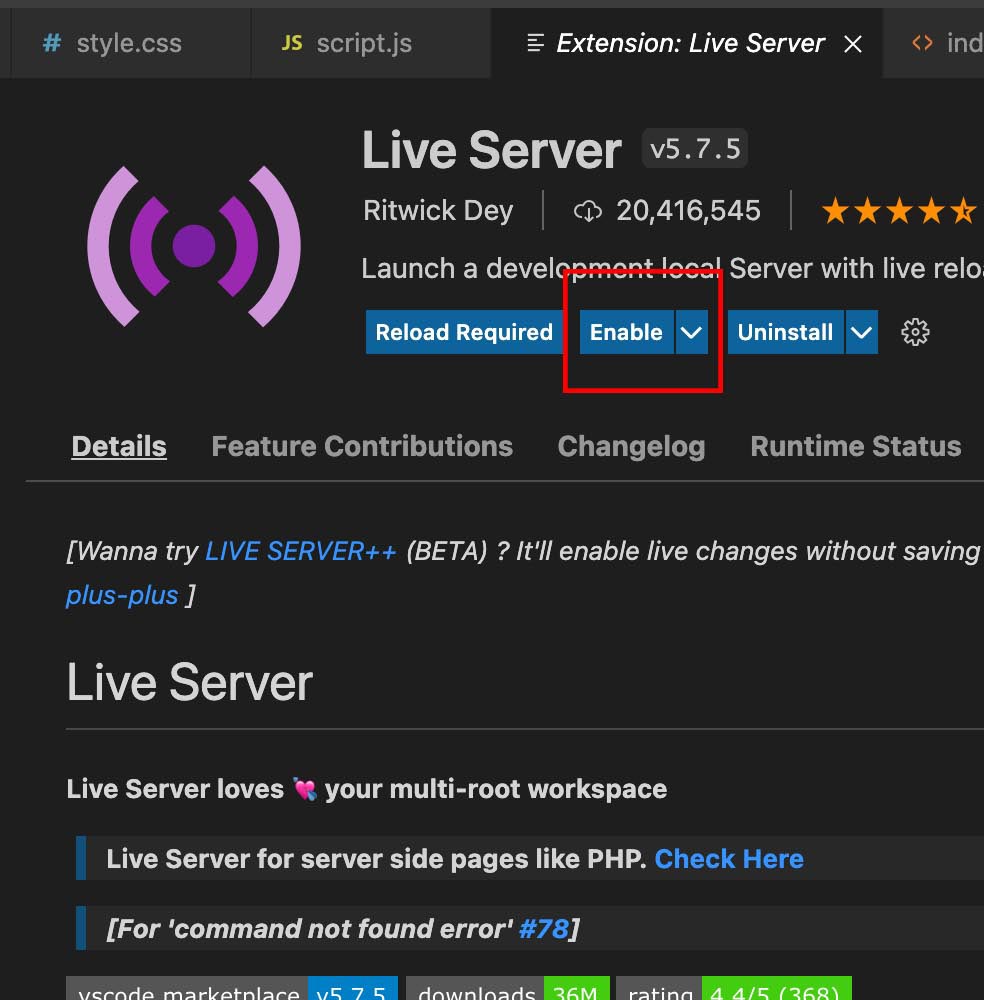 # style.css JS script.js Extension: Live Server ind
Live Server v5.7.5
Ritwick Dey 20,416,545
Launch a development local Server with live reloa
Reload Required Enable Uninstall
Details Feature Contributions Changelog Runtime Status
[Wanna try LIVE SERVER++ (BETA) ? It'll enable live changes without saving
plus-plus ]
Live Server
Live Server loves 💘 your multi-root workspace
Live Server for server side pages like PHP. Check Here
[For 'command not found error' #78]
vscode marketplace v5.7.5 downloads 36M rating 4.4/5 (368)